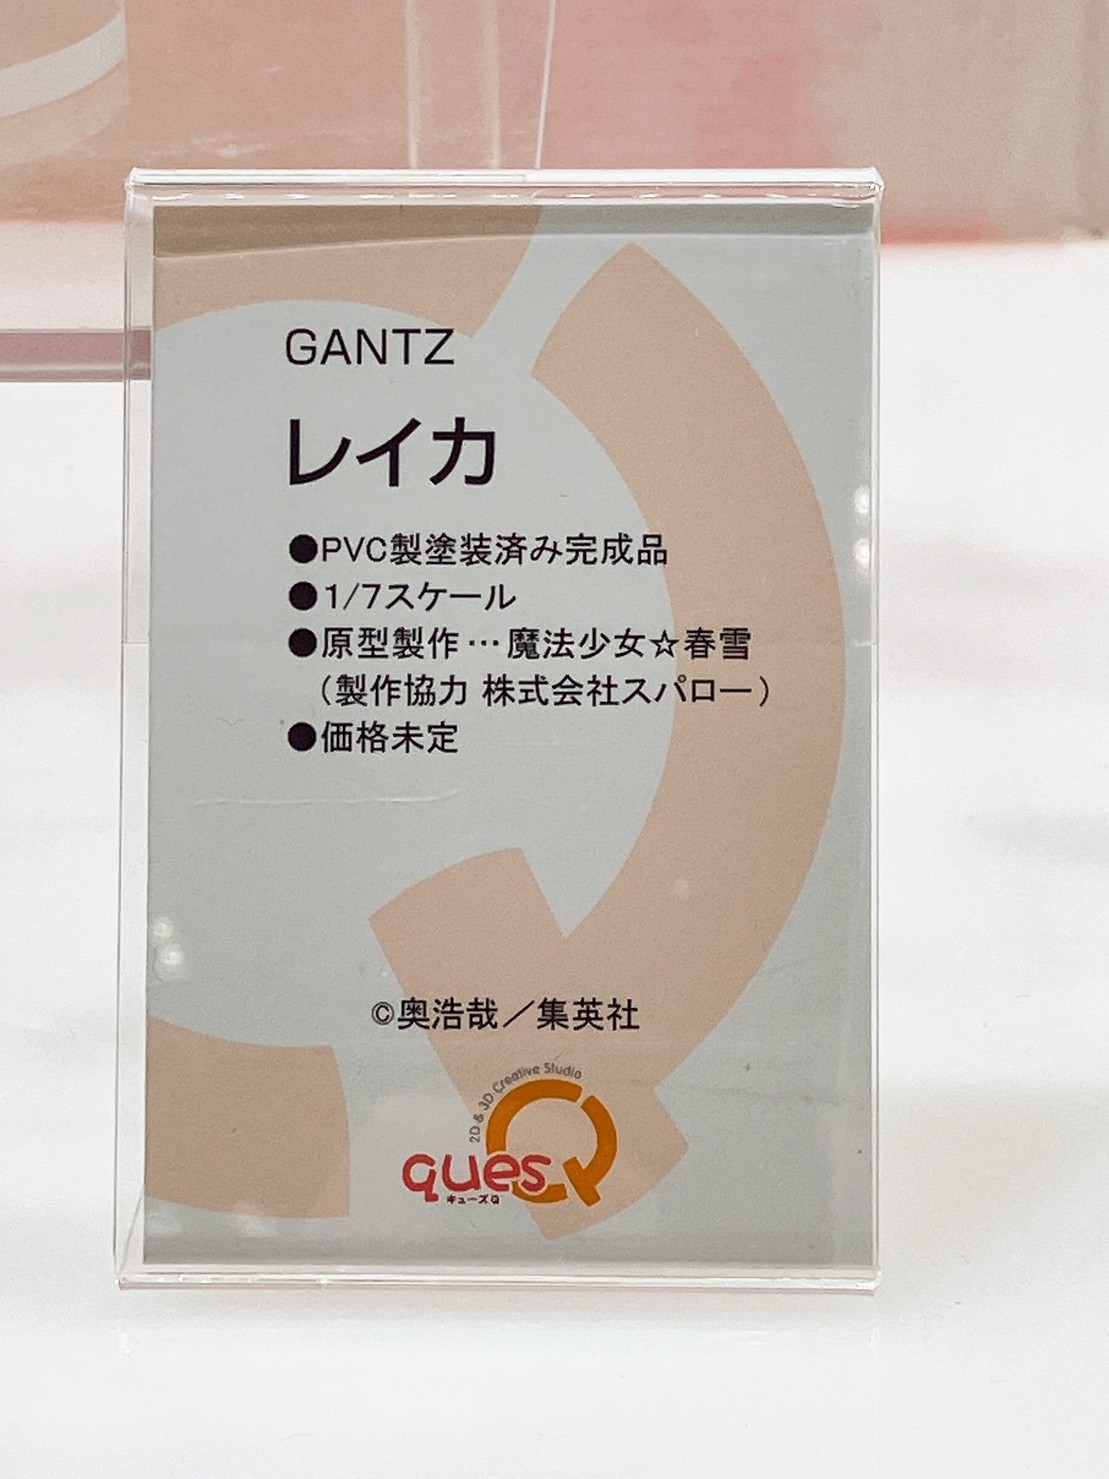 GANTZ
レイカ
●PVC製塗装済み完成品
●1/7スケール
●原型製作…魔法少女☆春雪
（製作協力 株式会社スパロー）
●価格未定
©奥浩哉／集英社
2D & 3D Creative Studio
quesQ
キューズQ